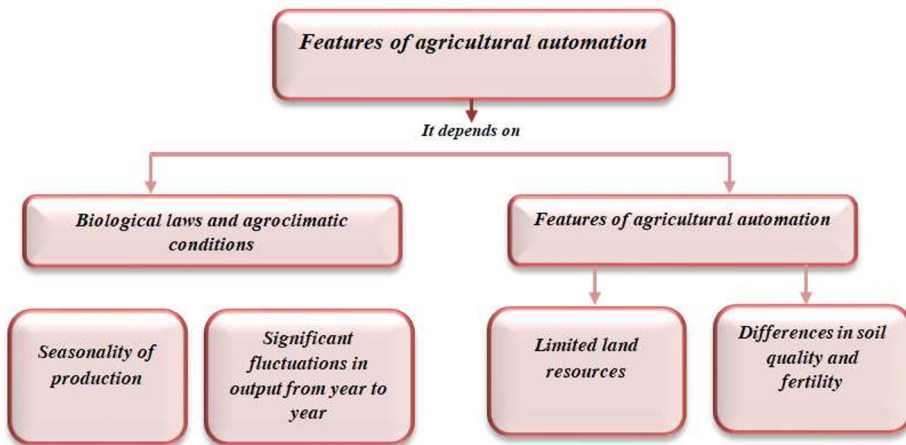 Features of agricultural automation
It depends on
Biological laws and agroclimatic
conditions
Features of agricultural automation
Seasonality of
production
Significant
fluctuations in
output from year to
year
Limited land
resources
Differences in soil
quality and
fertility